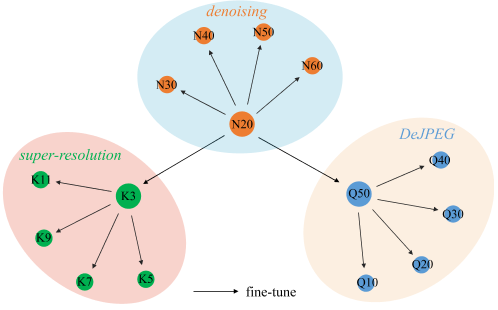 denoising
N40
N50
N60
N30
N20
super-resolution
DeJPEG
K11
K3
Q50
Q40
K9
Q30
K7
K5
Q20
Q10
fine-tune